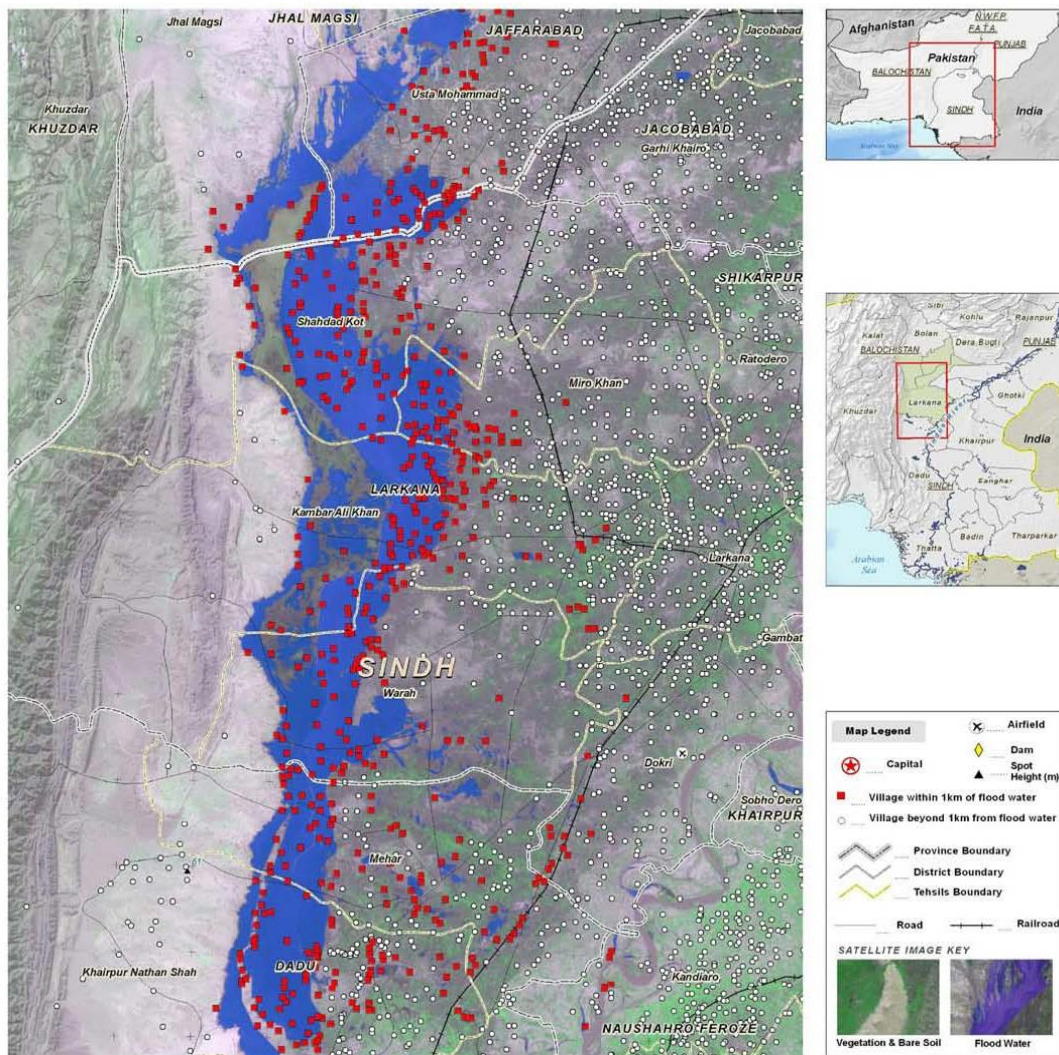 Jhal Magsi
JHAL MAGSI
JAFFARABAD
Jacobabad
Khuzdar
KHUZDAR
Usta Mohammad
JACOBABAD
Garhi Khairo
SHIKARPUR
Shahdad Kot
Ratodero
Miro Khan
LARKANA
Kambar Ali Khan
Larkana
Gambat
SINDH
Warah
Dokri
Sobho Dero
KHAIRPUR
Mehar
61
Khairpur Nathan Shah
DADU
Kandiaro
NAUSHAHRO FEROZE
Afghanistan
N.W.F.P.
F.A.T.A.
PUNJAB
Pakistan
BALOCHISTAN
SINDH
India
Arabian Sea
Sibi
Kohlu
Rajanpur
Kalat
Bolan
Dera Bugti
PUNJAB
BALOCHISTAN
Larkana
Ghotki
Khuzdar
India
Khairpur
Dadu
SINDH
Sanghar
Thatta
Badin
Tharparkar
Arabian
Sea
Map Legend
Airfield
Capital
Dam
Spot
Height (m)
Village within 1km of flood water
Village beyond 1km from flood water
Province Boundary
District Boundary
Tehsils Boundary
Road
Railroad
SATELLITE IMAGE KEY
Vegetation & Bare Soil
Flood Water